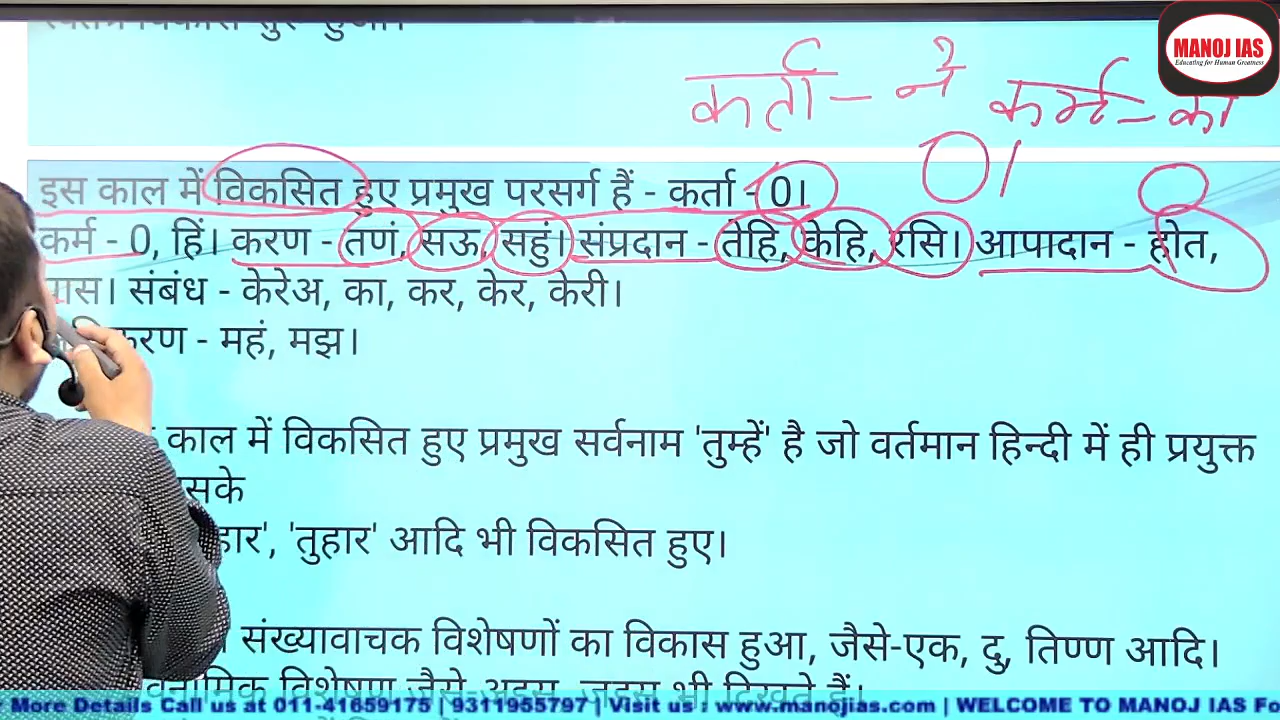 MANOJ IAS
Educating for Human Greatness
कर्ता - ने कर्म - का
0।
इस काल में विकसित हुए प्रमुख परसर्ग हैं - कर्ता - 0।
कर्म - 0, हिं। करण - तणं, सऊ, सहुं। संप्रदान - तेहि, केहि, रसि। आपादान - होत,
संबंध - केरेअ, का, कर, केर, केरी।
महं, मझ।
काल में विकसित हुए प्रमुख सर्वनाम 'तुम्हें' है जो वर्तमान हिन्दी में ही प्रयुक्त
'तुहार' आदि भी विकसित हुए।
संख्यावाचक विशेषणों का विकास हुआ, जैसे-एक, दु, तिण्ण आदि।
विशेषण जैसे
More Details Call us at 011-41659175 | 9311955797 | Visit us : www.manojias.com | WELCOME TO MANOJ IAS